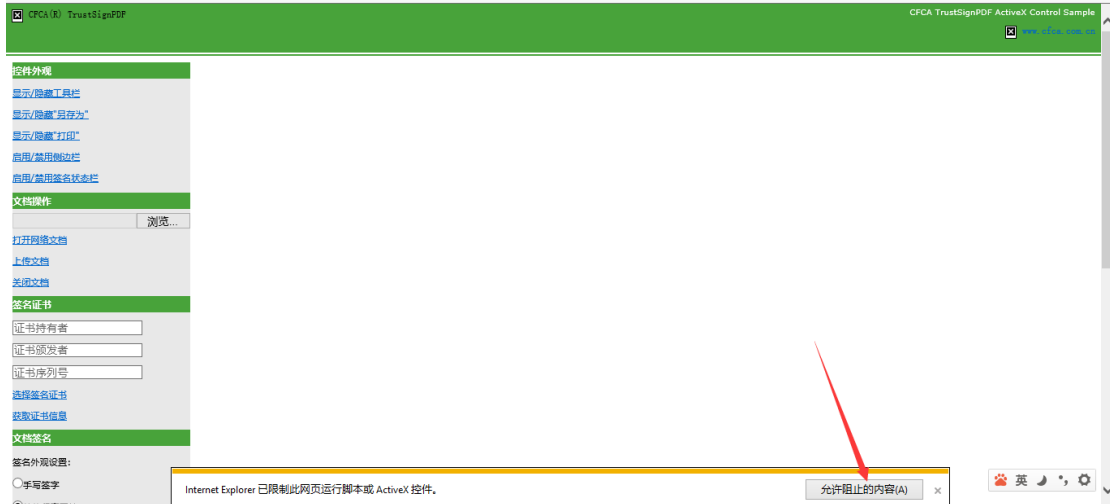 CFCA(R) TrustSignPDF
CFCA TrustSignPDF ActiveX Control Sample
www.cfca.com.cn
控件外观
显示/隐藏工具栏
显示/隐藏"另存为"
显示/隐藏"打印"
启用/禁用侧边栏
启用/禁用签名状态栏
文档操作
浏览...
打开网络文档
上传文档
关闭文档
签名证书
证书持有者
证书颁发者
证书序列号
选择签名证书
获取证书信息
文档签名
签名外观设置:
手写签字
Internet Explorer 已限制此网页运行脚本或 ActiveX 控件。
允许阻止的内容(A)
×
英